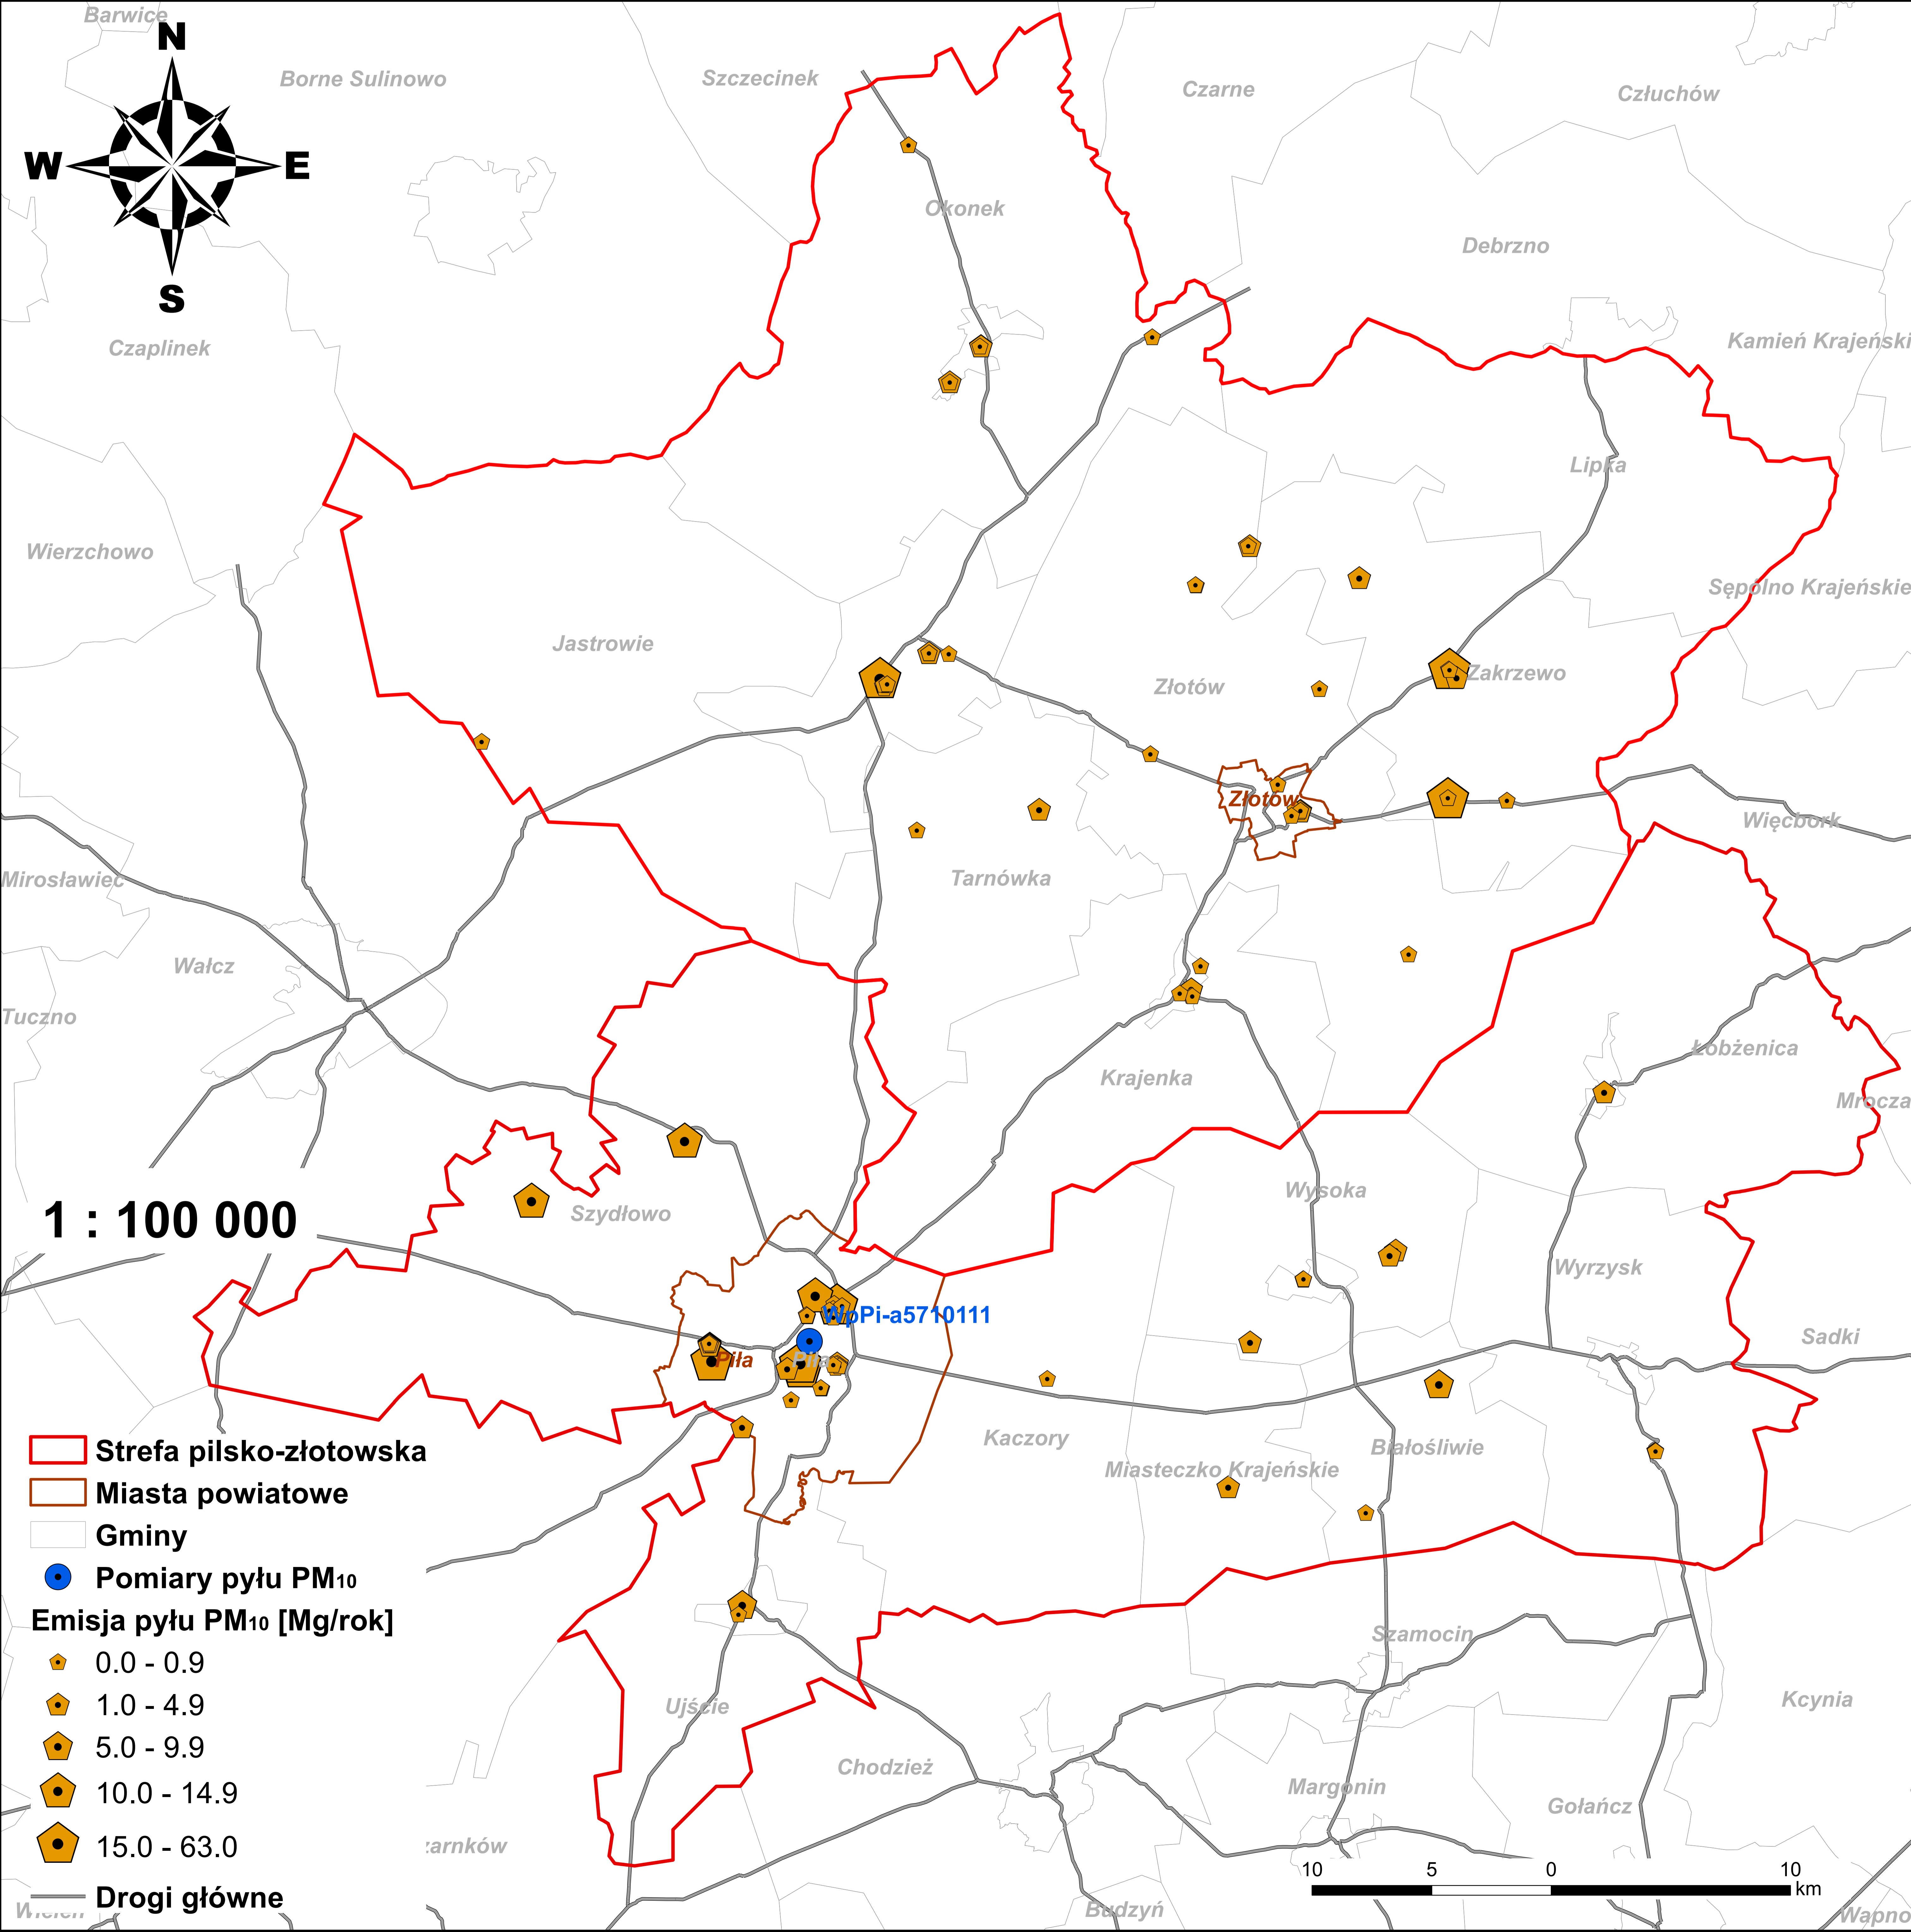 Barwice
N
Borne Sulinowo
Szczecinek
Czarne
Człuchów
W
E
Okonek
Debrzno
S
Czaplinek
Kamień Krajeński
Lipka
Wierzchowo
Sępólno Krajeńskie
Jastrowie
Złotów
Zakrzewo
Złotów
Więcbork
Mirosławiec
Tarnówka
Wałcz
Tuczno
Łobżenica
Krajenka
Mrocza
Wysoka
1 : 100 000
Szydłowo
Wyrzysk
WpPi-a5710111
Sadki
Piła
Piła
Kaczory
Białośliwie
Miasteczko Krajeńskie
Strefa pilsko-złotowska
Miasta powiatowe
Gminy
Pomiary pyłu PM10
Emisja pyłu PM10 [Mg/rok]
0.0 - 0.9
1.0 - 4.9
5.0 - 9.9
10.0 - 14.9
15.0 - 63.0
Drogi główne
Szamocin
Ujście
Kcynia
Chodzież
Margonin
Gołańcz
zarnków
10 5 0 10
km
Budzyń
Wapno